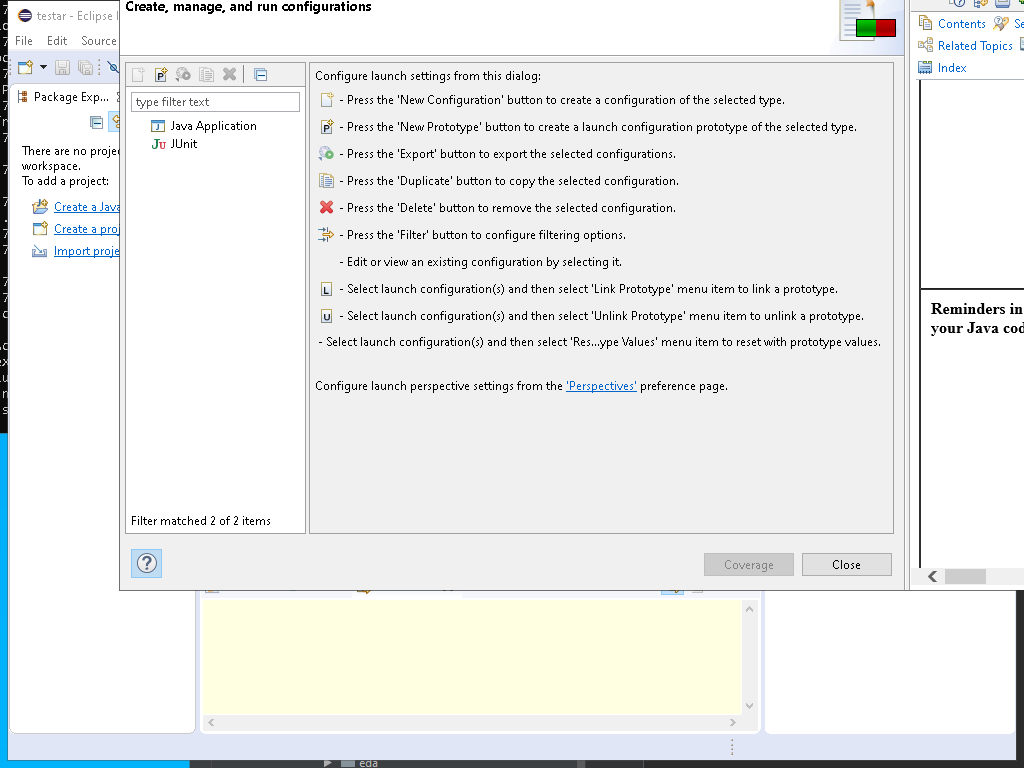 testar - Eclipse I
File Edit Source
Package Exp...
There are no proje
workspace.
To add a project:
Create a Java
Create a proj
Import proje
Create, manage, and run configurations
type filter text
Java Application
JUnit
Filter matched 2 of 2 items
Configure launch settings from this dialog:
- Press the 'New Configuration' button to create a configuration of the selected type.
- Press the 'New Prototype' button to create a launch configuration prototype of the selected type.
- Press the 'Export' button to export the selected configurations.
- Press the 'Duplicate' button to copy the selected configuration.
- Press the 'Delete' button to remove the selected configuration.
- Press the 'Filter' button to configure filtering options.
- Edit or view an existing configuration by selecting it.
- Select launch configuration(s) and then select 'Link Prototype' menu item to link a prototype.
- Select launch configuration(s) and then select 'Unlink Prototype' menu item to unlink a prototype.
- Select launch configuration(s) and then select 'Res...ype Values' menu item to reset with prototype values.
Configure launch perspective settings from the 'Perspectives' preference page.
Coverage Close
Contents Se
Related Topics
Index
Reminders in
your Java cod
eda